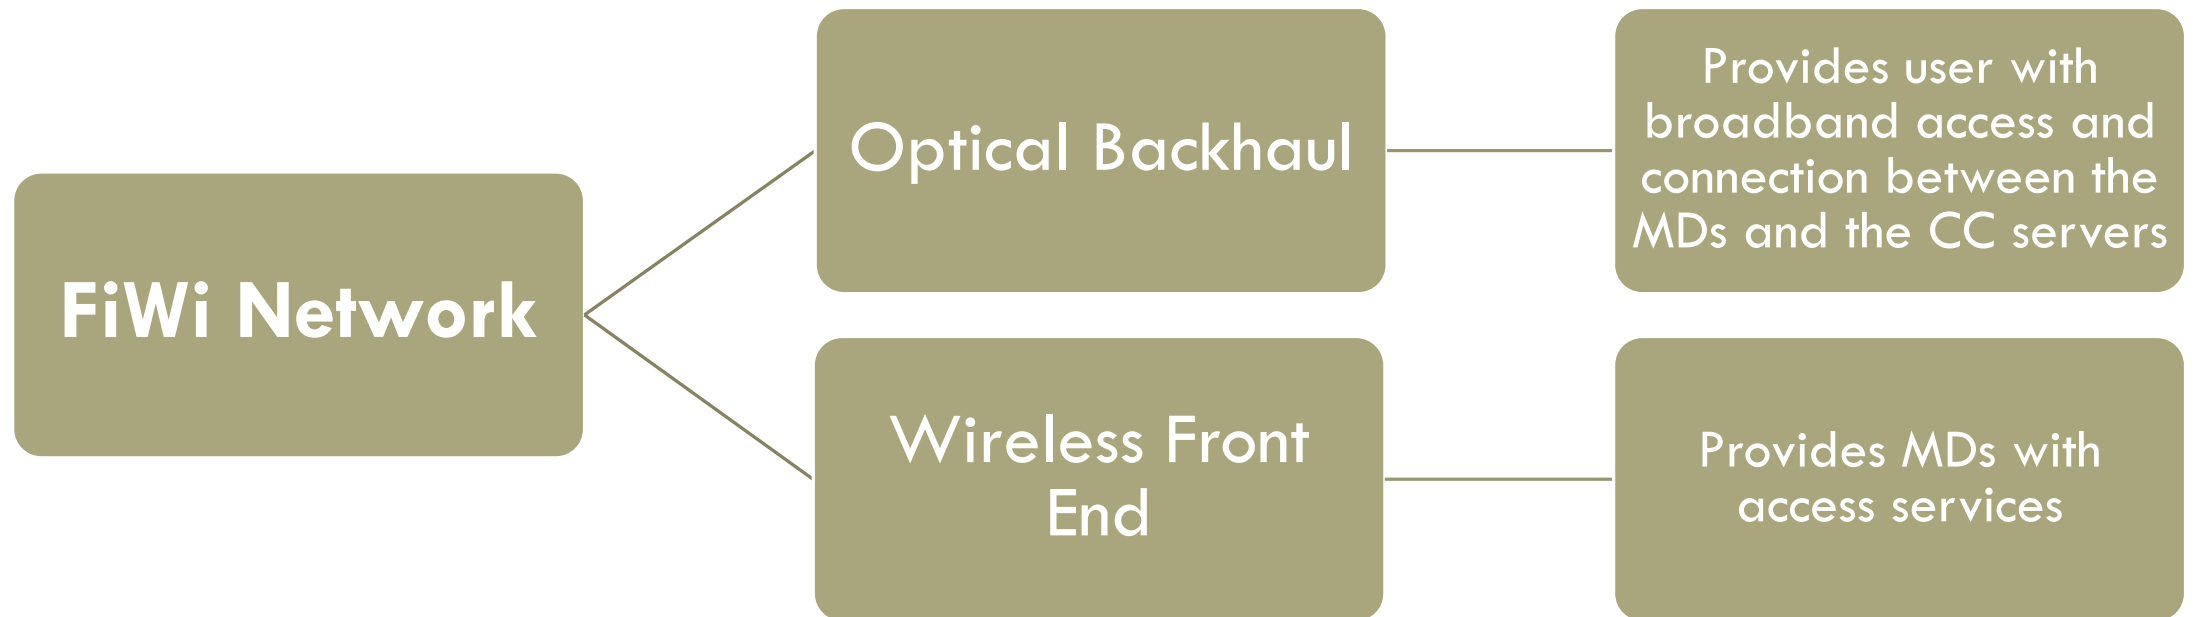 FiWi Network
Optical Backhaul
Provides user with
broadband access and
connection between the
MDs and the CC servers
Wireless Front
End
Provides MDs with
access services